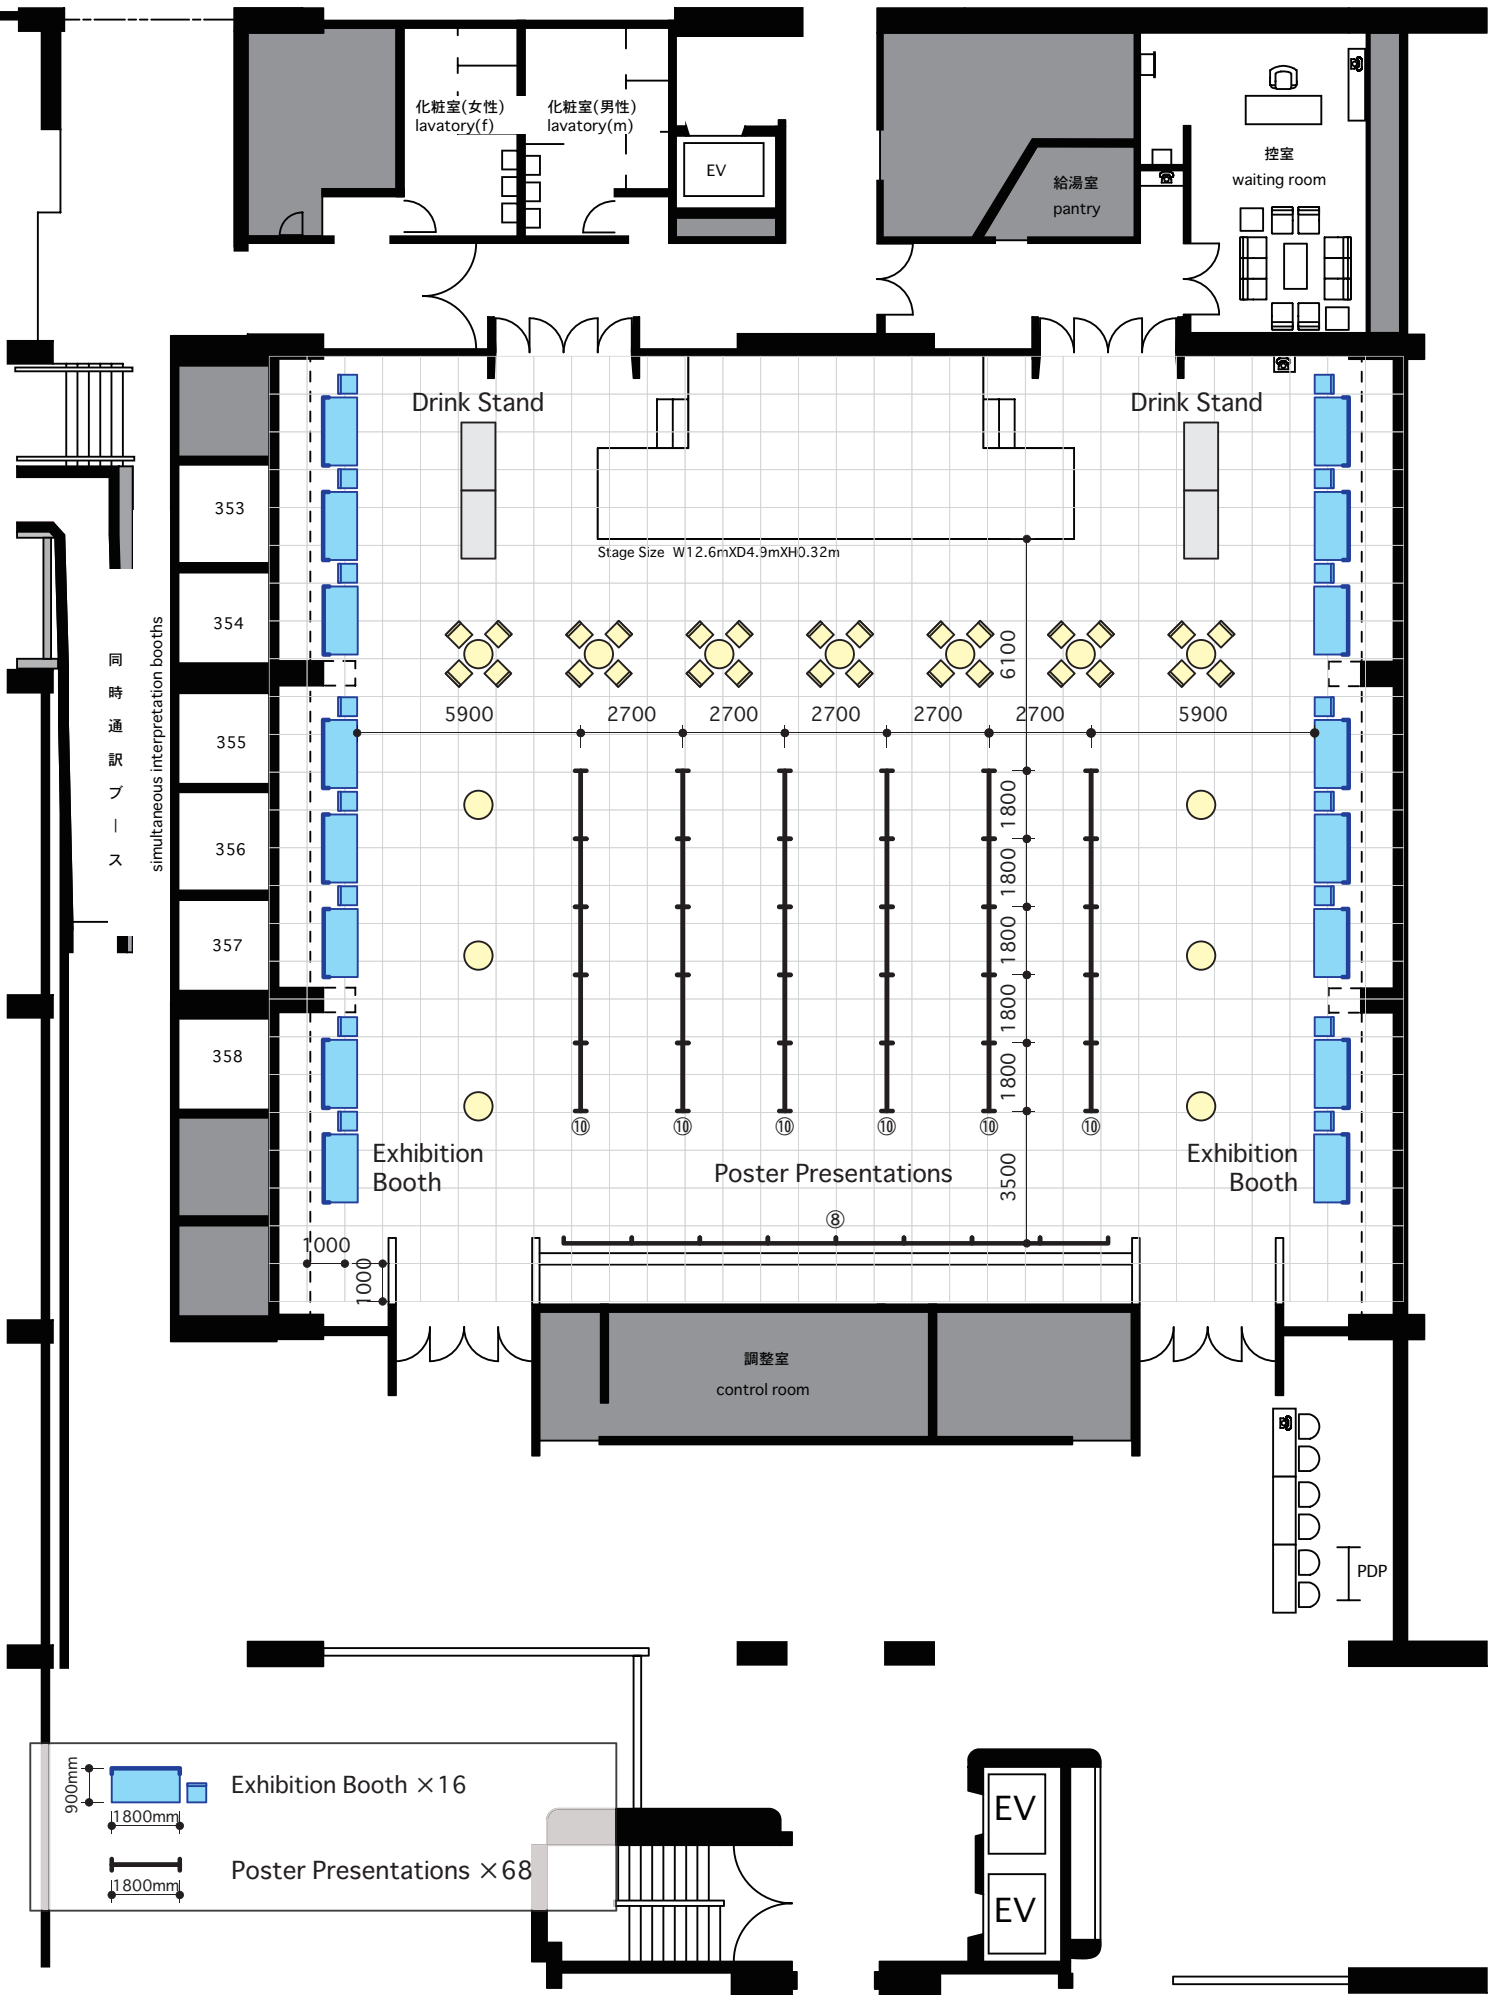 化粧室(女性)
lavatory(f)
化粧室(男性)
lavatory(m)
EV
給湯室
pantry
控室
waiting room
Drink Stand
Drink Stand
353
354
355
356
357
358
同時通訳ブース
simultaneous interpretation booths
Stage Size W12.6mXD4.9mXH0.32m
6100
5900
2700
2700
2700
2700
2700
5900
1800
1800
1800
1800
1800
3500
⑩
⑩
⑩
⑩
⑩
⑩
Exhibition
Booth
Poster Presentations
Exhibition
Booth
⑧
1000
1000
調整室
control room
PDP
900mm
1800mm
Exhibition Booth ×16
1800mm
Poster Presentations ×68
EV
EV